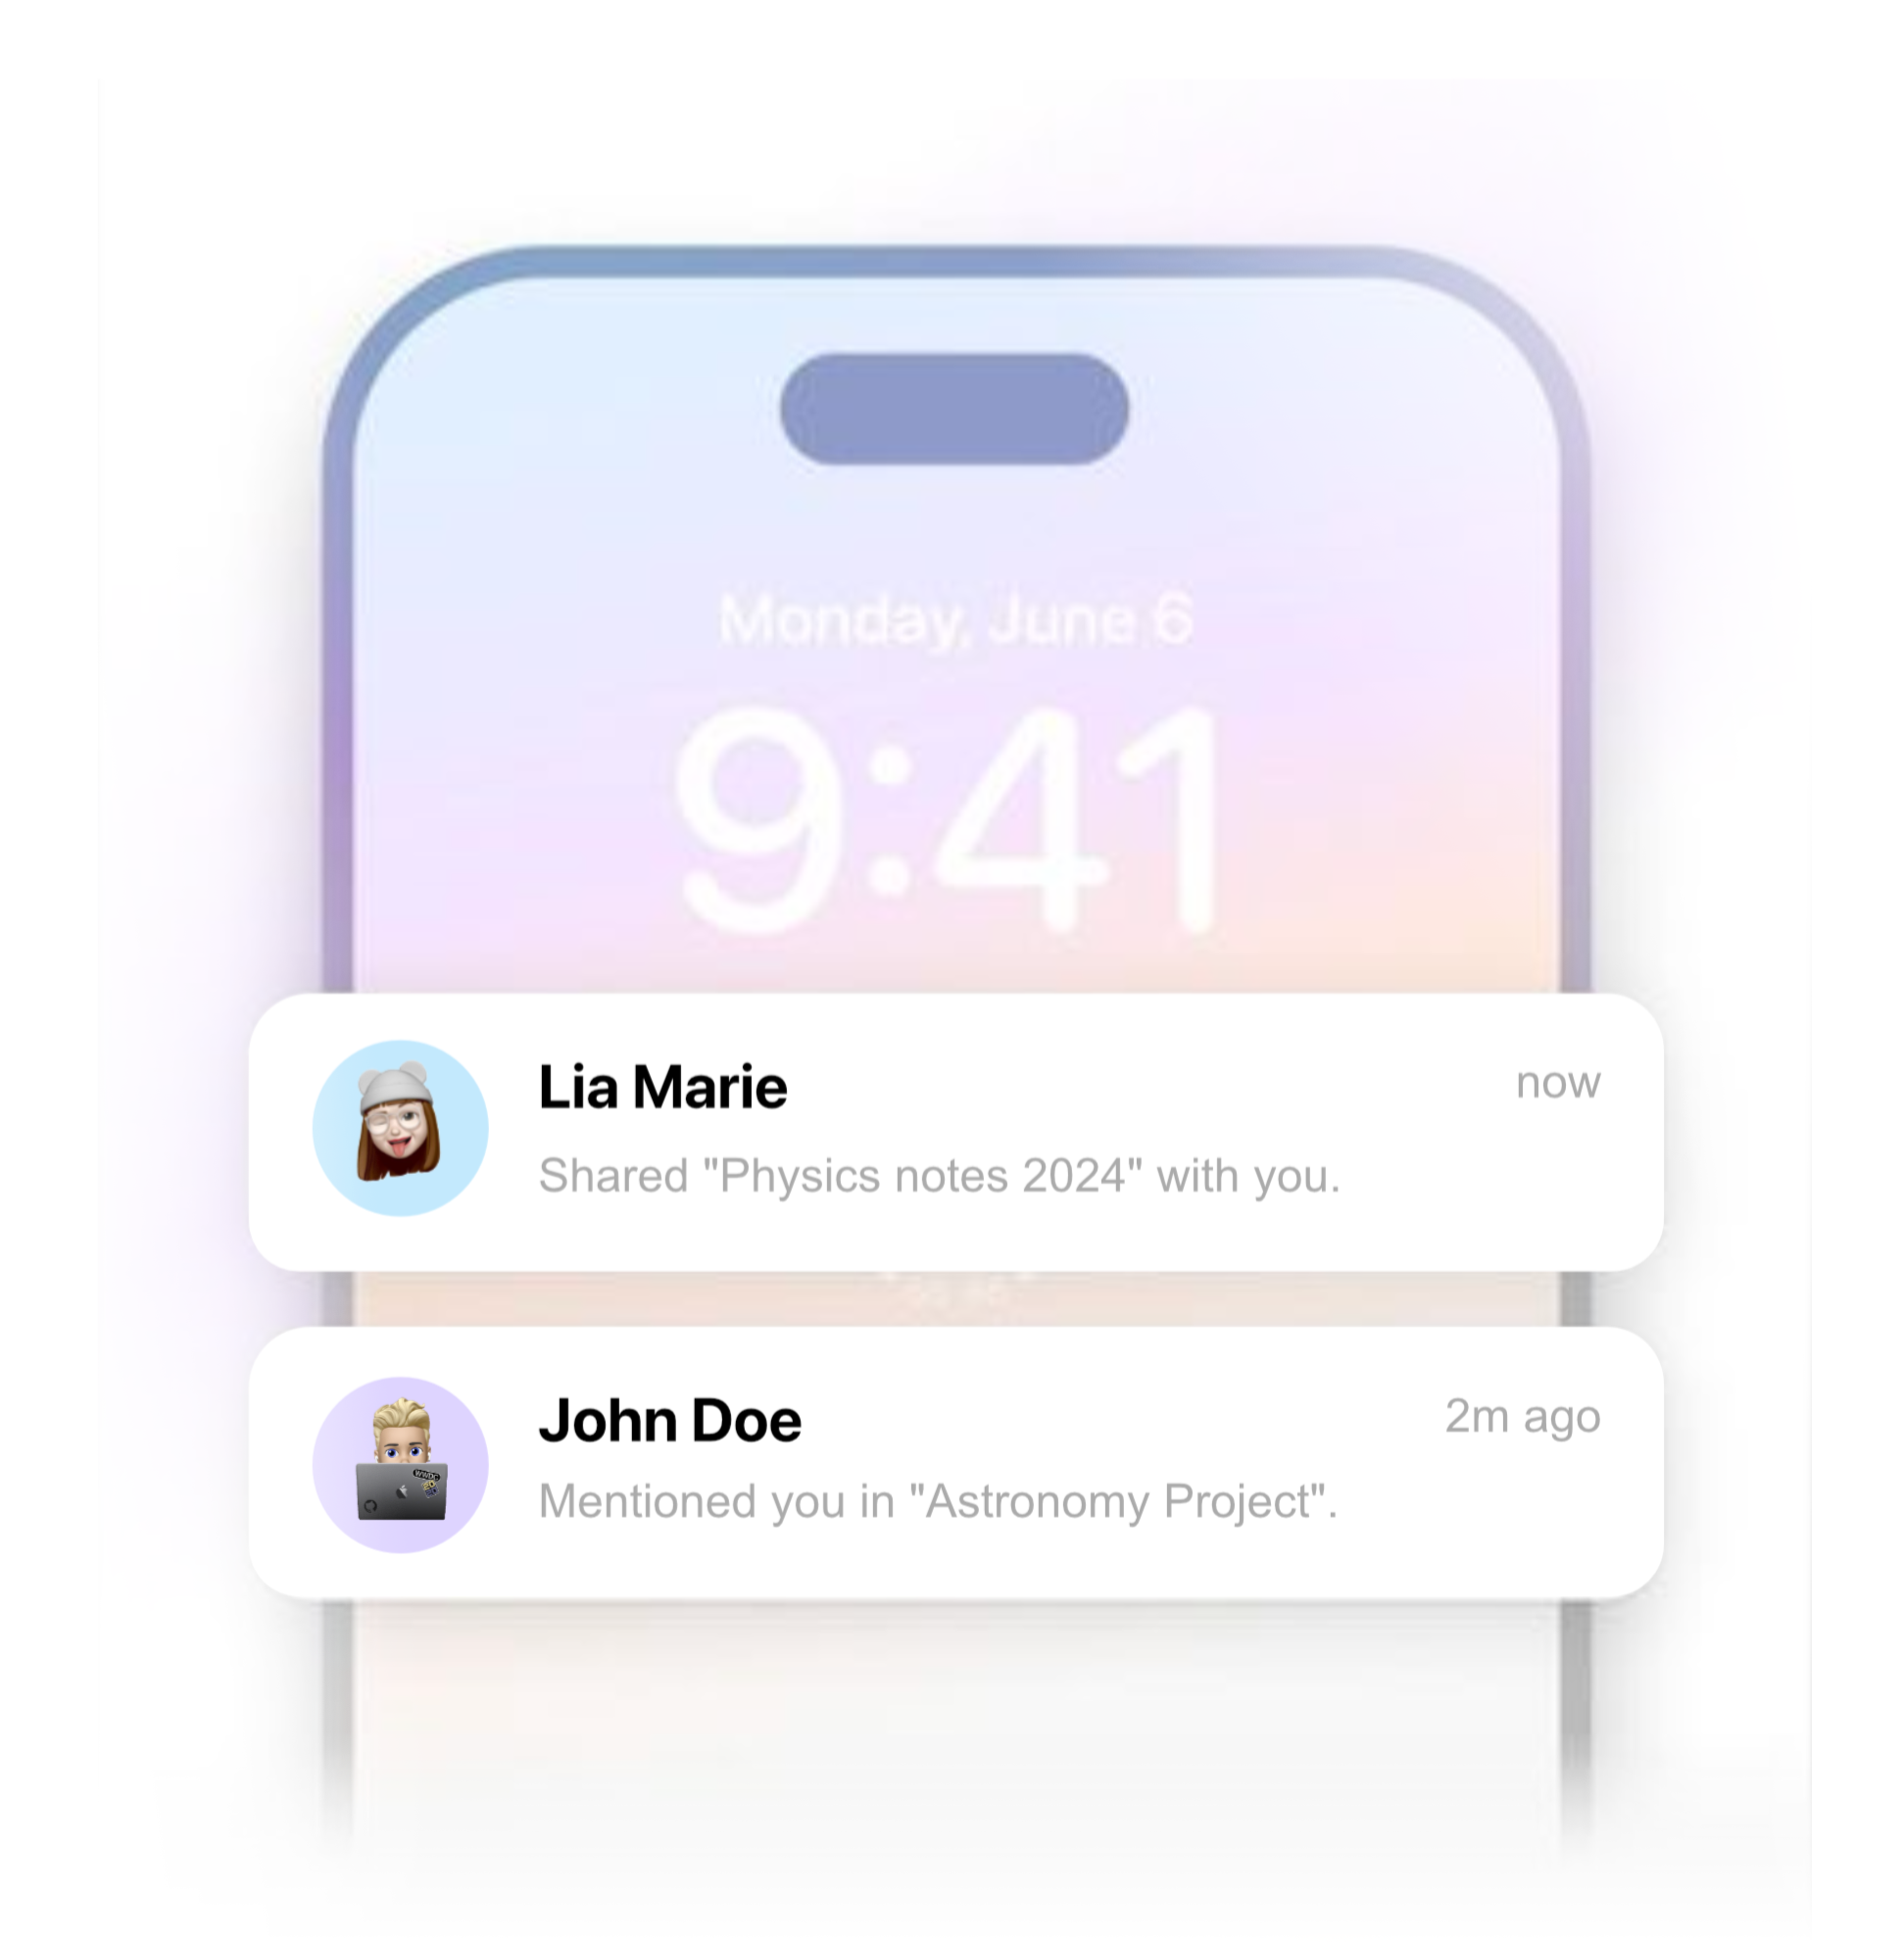 Monday, June 6
9:41
Lia Marie
now
Shared "Physics notes 2024" with you.
John Doe
2m ago
Mentioned you in "Astronomy Project".